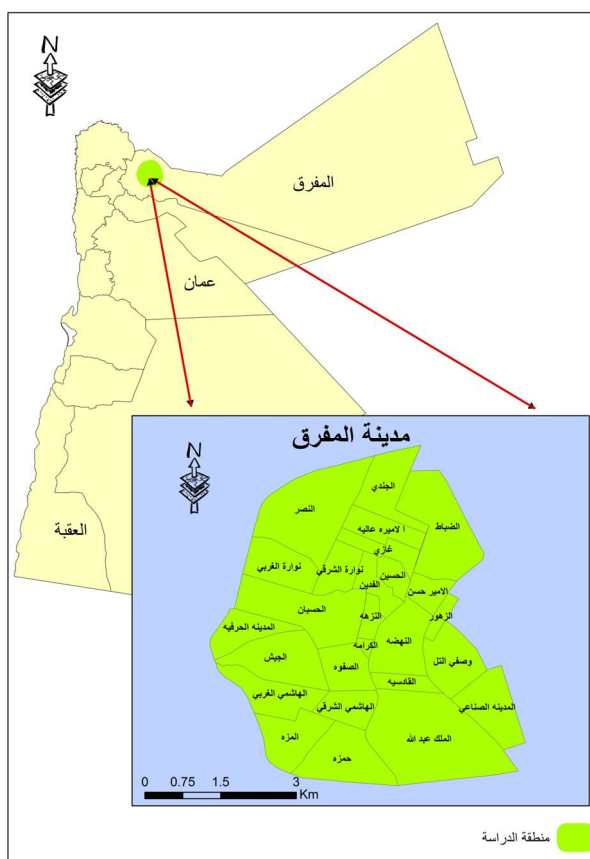 N
المفرق
عمان
العقبة
مدينة المفرق
N
الجندي
النصر
الضباط
الاميره عاليه
غازي
نوارة الغربي
نوارة الشرقي
الحسين
الفدين
الامير حسن
الحسبان
النزهه
الزهور
المدينه الحرفيه
النهضه
الكرامه
الجيش
الصفوه
وصفي التل
القادسيه
الهاشمي الغربي
الهاشمي الشرقي
المدينه الصناعي
المزه
الملك عبد الله
حمزه
0 0.75 1.5 3
Km
منطقة الدراسة